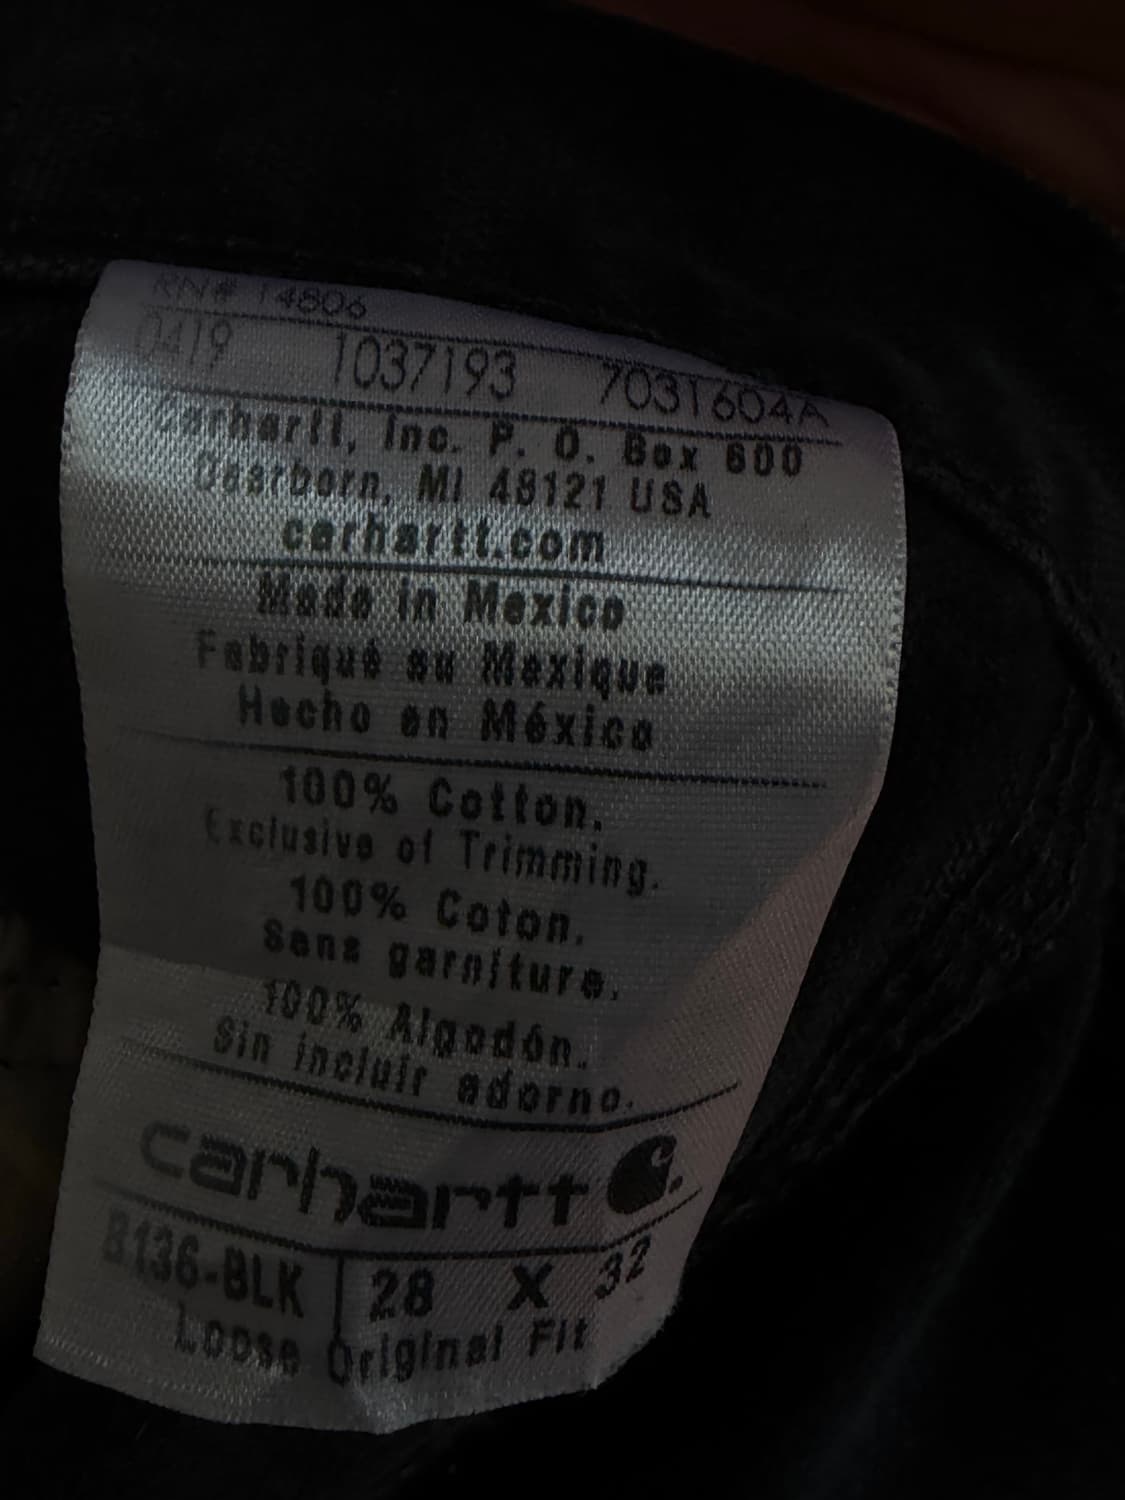 RN# 14806
0419 1037193 7031604A
Carhartt, Inc. P. O. Box 600
Dearborn, MI 48121 USA
carhartt.com
Made in Mexico
Fabriqué au Mexique
Hecho en México
100% Cotton.
Exclusive of Trimming.
100% Coton.
Sans garniture.
100% Algodón.
Sin incluir adorno.
carhartt
B136-BLK 28 X 32
Loose Original Fit